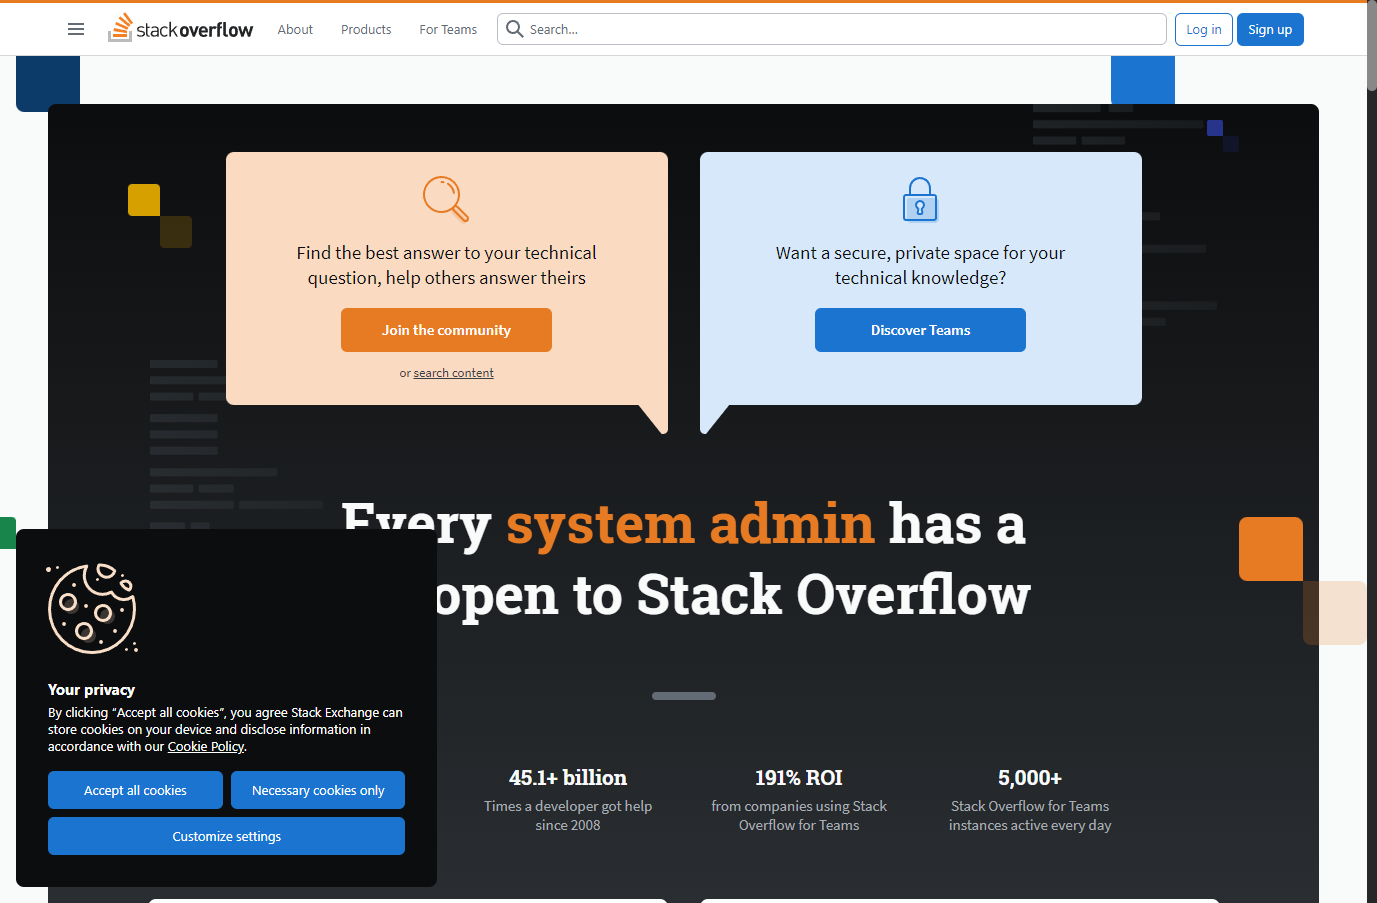 stackoverflow About Products For Teams Search... Log in Sign up
Find the best answer to your technical
question, help others answer theirs
Join the community
or search content
Want a secure, private space for your
technical knowledge?
Discover Teams
Every system admin has a
open to Stack Overflow
Your privacy
By clicking "Accept all cookies", you agree Stack Exchange can
store cookies on your device and disclose information in
accordance with our Cookie Policy.
Accept all cookies
Necessary cookies only
Customize settings
45.1+ billion
Times a developer got help
since 2008
191% ROI
from companies using Stack
Overflow for Teams
5,000+
Stack Overflow for Teams
instances active every day